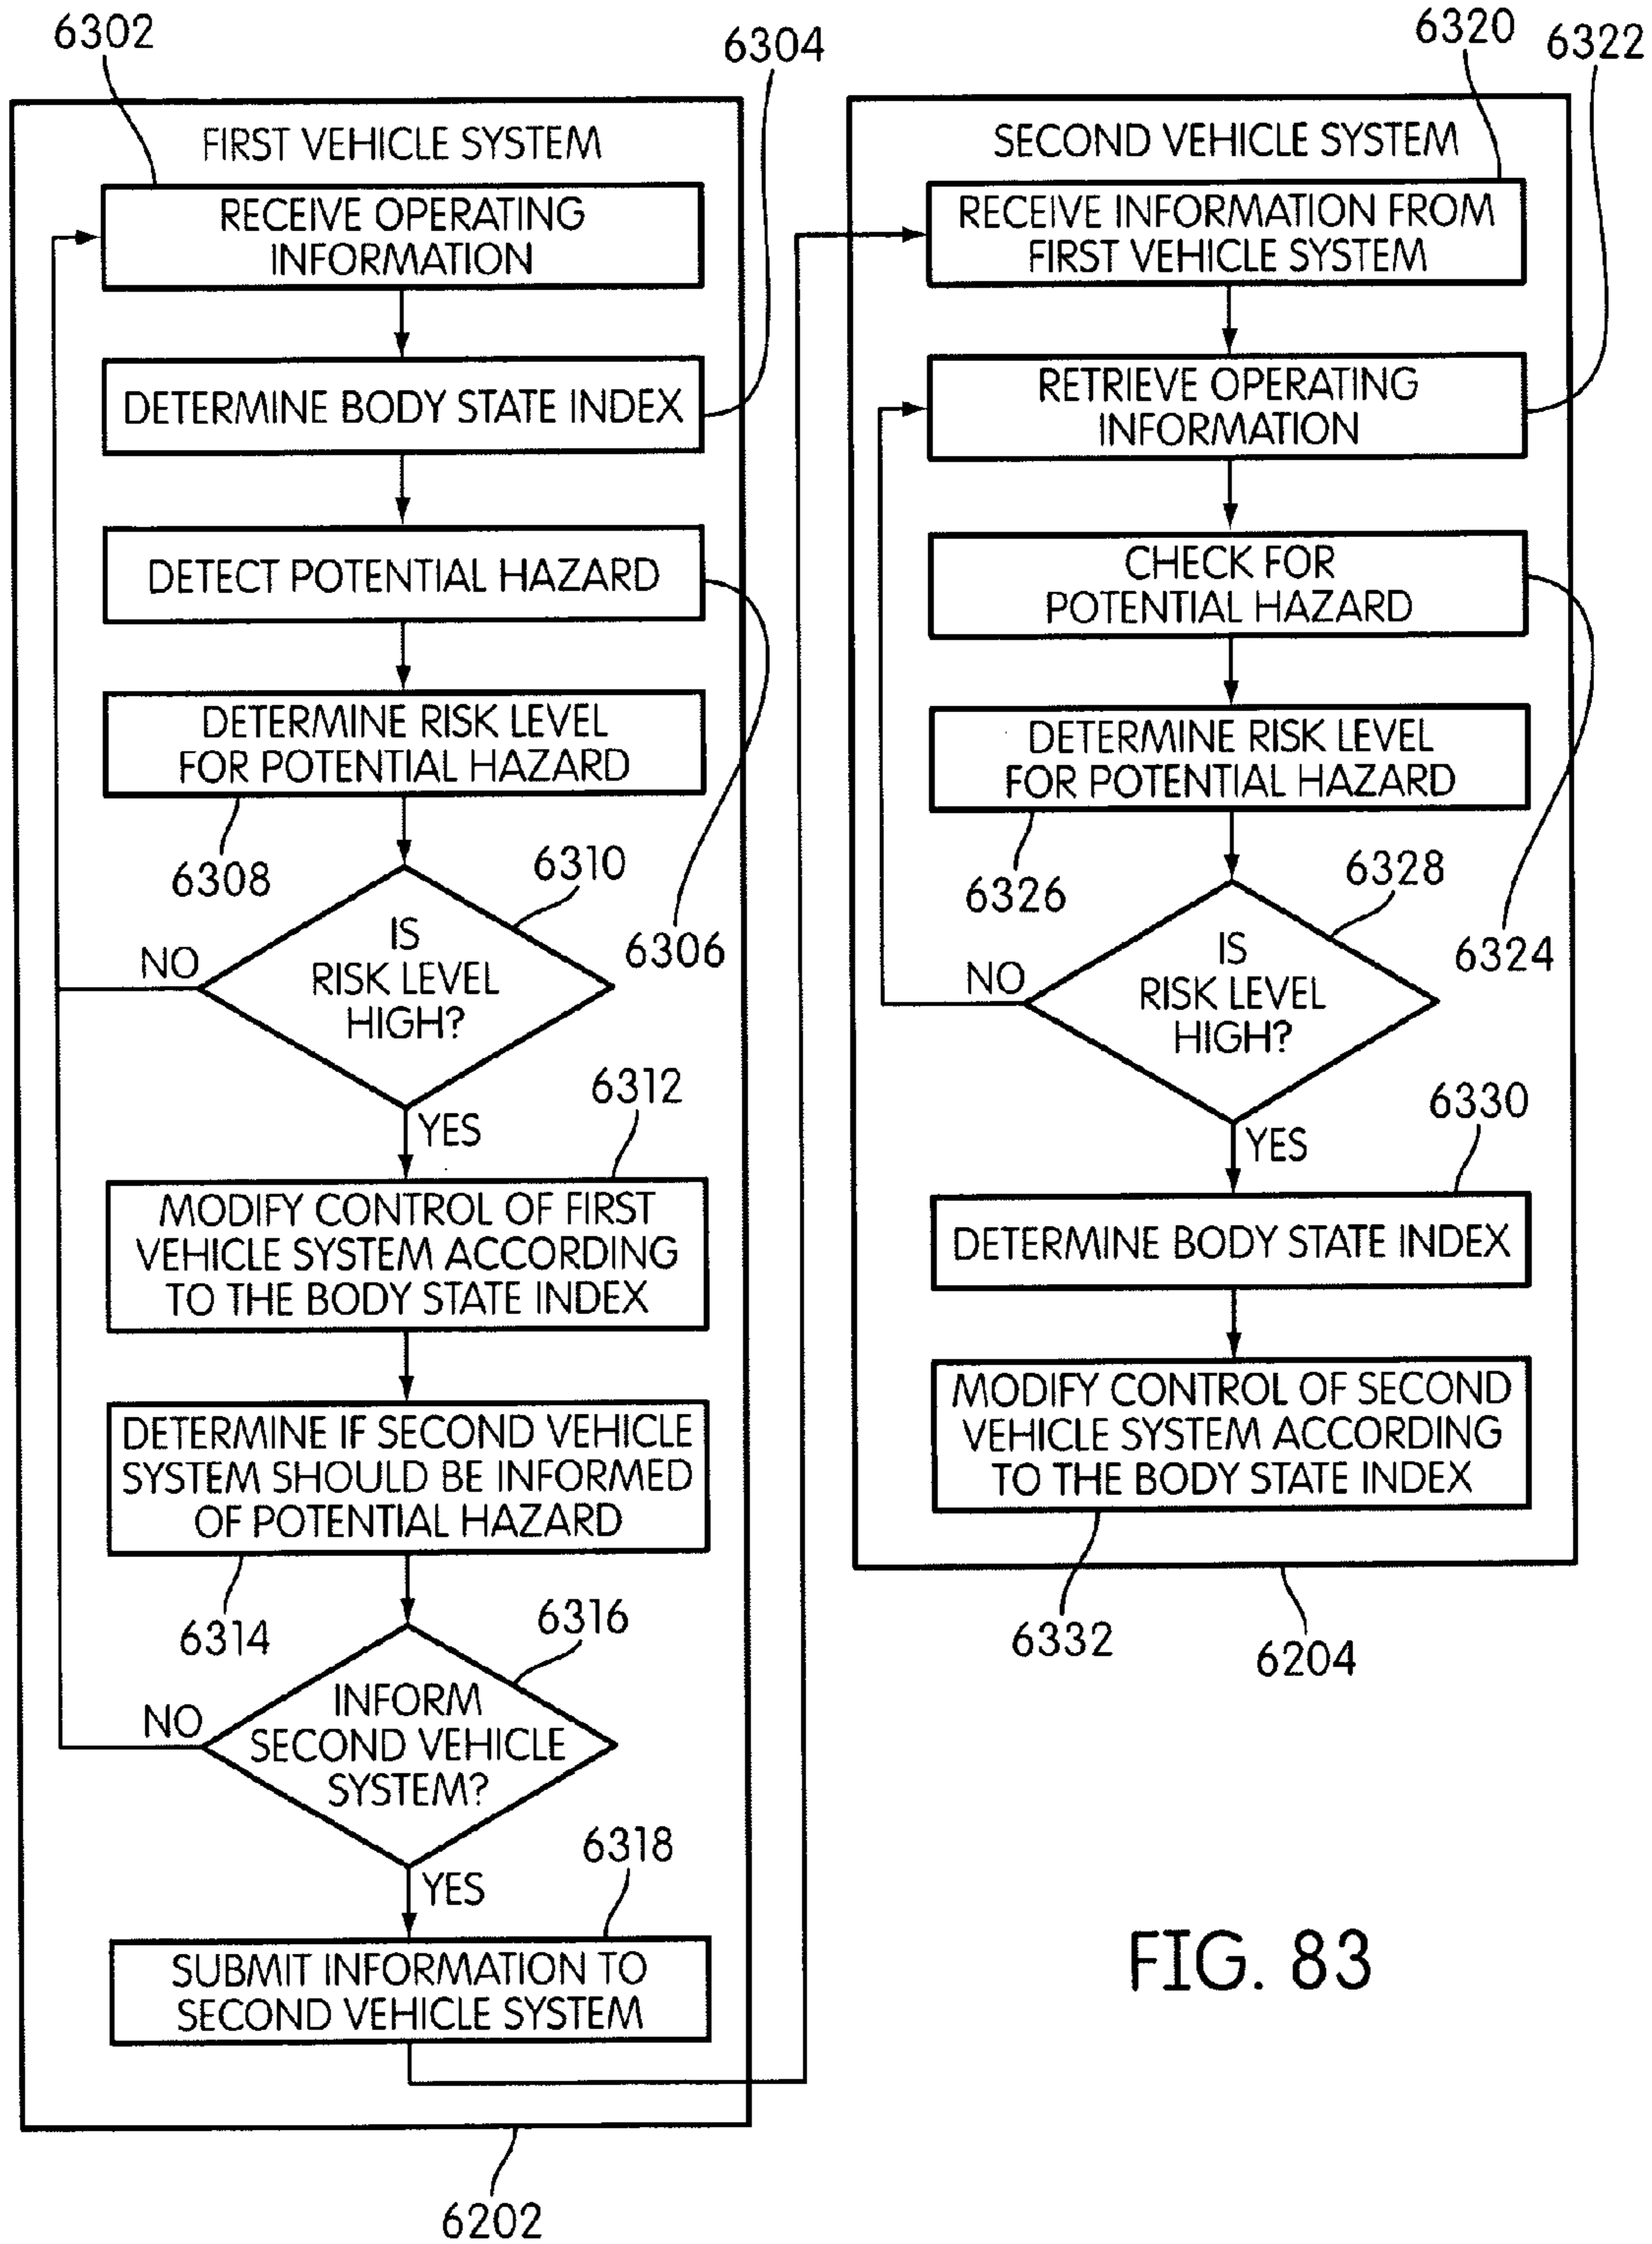 6302
6304
FIRST VEHICLE SYSTEM
RECEIVE OPERATING
INFORMATION
DETERMINE BODY STATE INDEX
DETECT POTENTIAL HAZARD
DETERMINE RISK LEVEL
FOR POTENTIAL HAZARD
6308
6310
6306
IS
RISK LEVEL
HIGH?
NO
YES
6312
MODIFY CONTROL OF FIRST
VEHICLE SYSTEM ACCORDING
TO THE BODY STATE INDEX
DETERMINE IF SECOND VEHICLE
SYSTEM SHOULD BE INFORMED
OF POTENTIAL HAZARD
6314
6316
NO
INFORM
SECOND VEHICLE
SYSTEM?
YES
6318
SUBMIT INFORMATION TO
SECOND VEHICLE SYSTEM
6202
6320
6322
SECOND VEHICLE SYSTEM
RECEIVE INFORMATION FROM
FIRST VEHICLE SYSTEM
RETRIEVE OPERATING
INFORMATION
CHECK FOR
POTENTIAL HAZARD
DETERMINE RISK LEVEL
FOR POTENTIAL HAZARD
6326
6328
6324
NO
IS
RISK LEVEL
HIGH?
YES
6330
DETERMINE BODY STATE INDEX
MODIFY CONTROL OF SECOND
VEHICLE SYSTEM ACCORDING
TO THE BODY STATE INDEX
6332
6204
FIG. 83